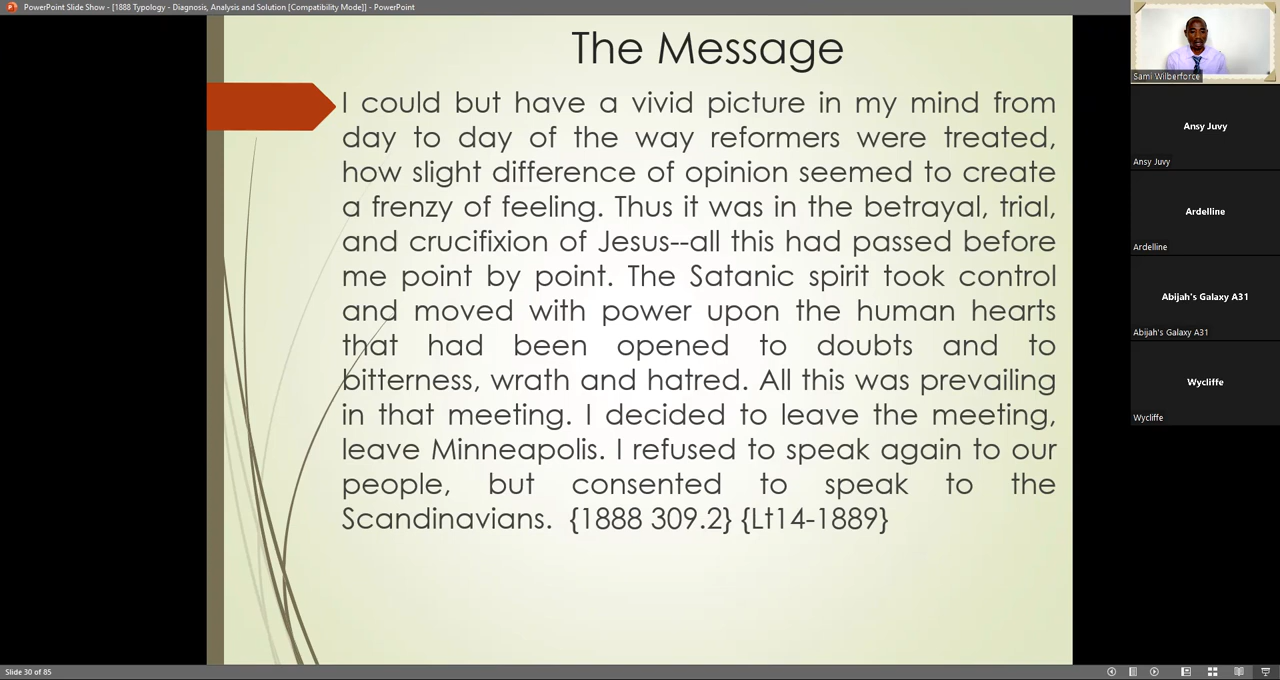 PowerPoint Slide Show - [1888 Typology - Diagnosis, Analysis and Solution [Compatibility Mode]] - PowerPoint
The Message
I could but have a vivid picture in my mind from
day to day of the way reformers were treated,
how slight difference of opinion seemed to create
a frenzy of feeling. Thus it was in the betrayal, trial,
and crucifixion of Jesus--all this had passed before
me point by point. The Satanic spirit took control
and moved with power upon the human hearts
that had been opened to doubts and to
bitterness, wrath and hatred. All this was prevailing
in that meeting. I decided to leave the meeting,
leave Minneapolis. I refused to speak again to our
people, but consented to speak to the
Scandinavians. {1888 309.2} {Lt14-1889}
Sami Wilberforce
Ansy Juvy
Ansy Juvy
Ardelline
Ardelline
Abijah's Galaxy A31
Abijah's Galaxy A31
Wycliffe
Wycliffe
Slide 30 of 85